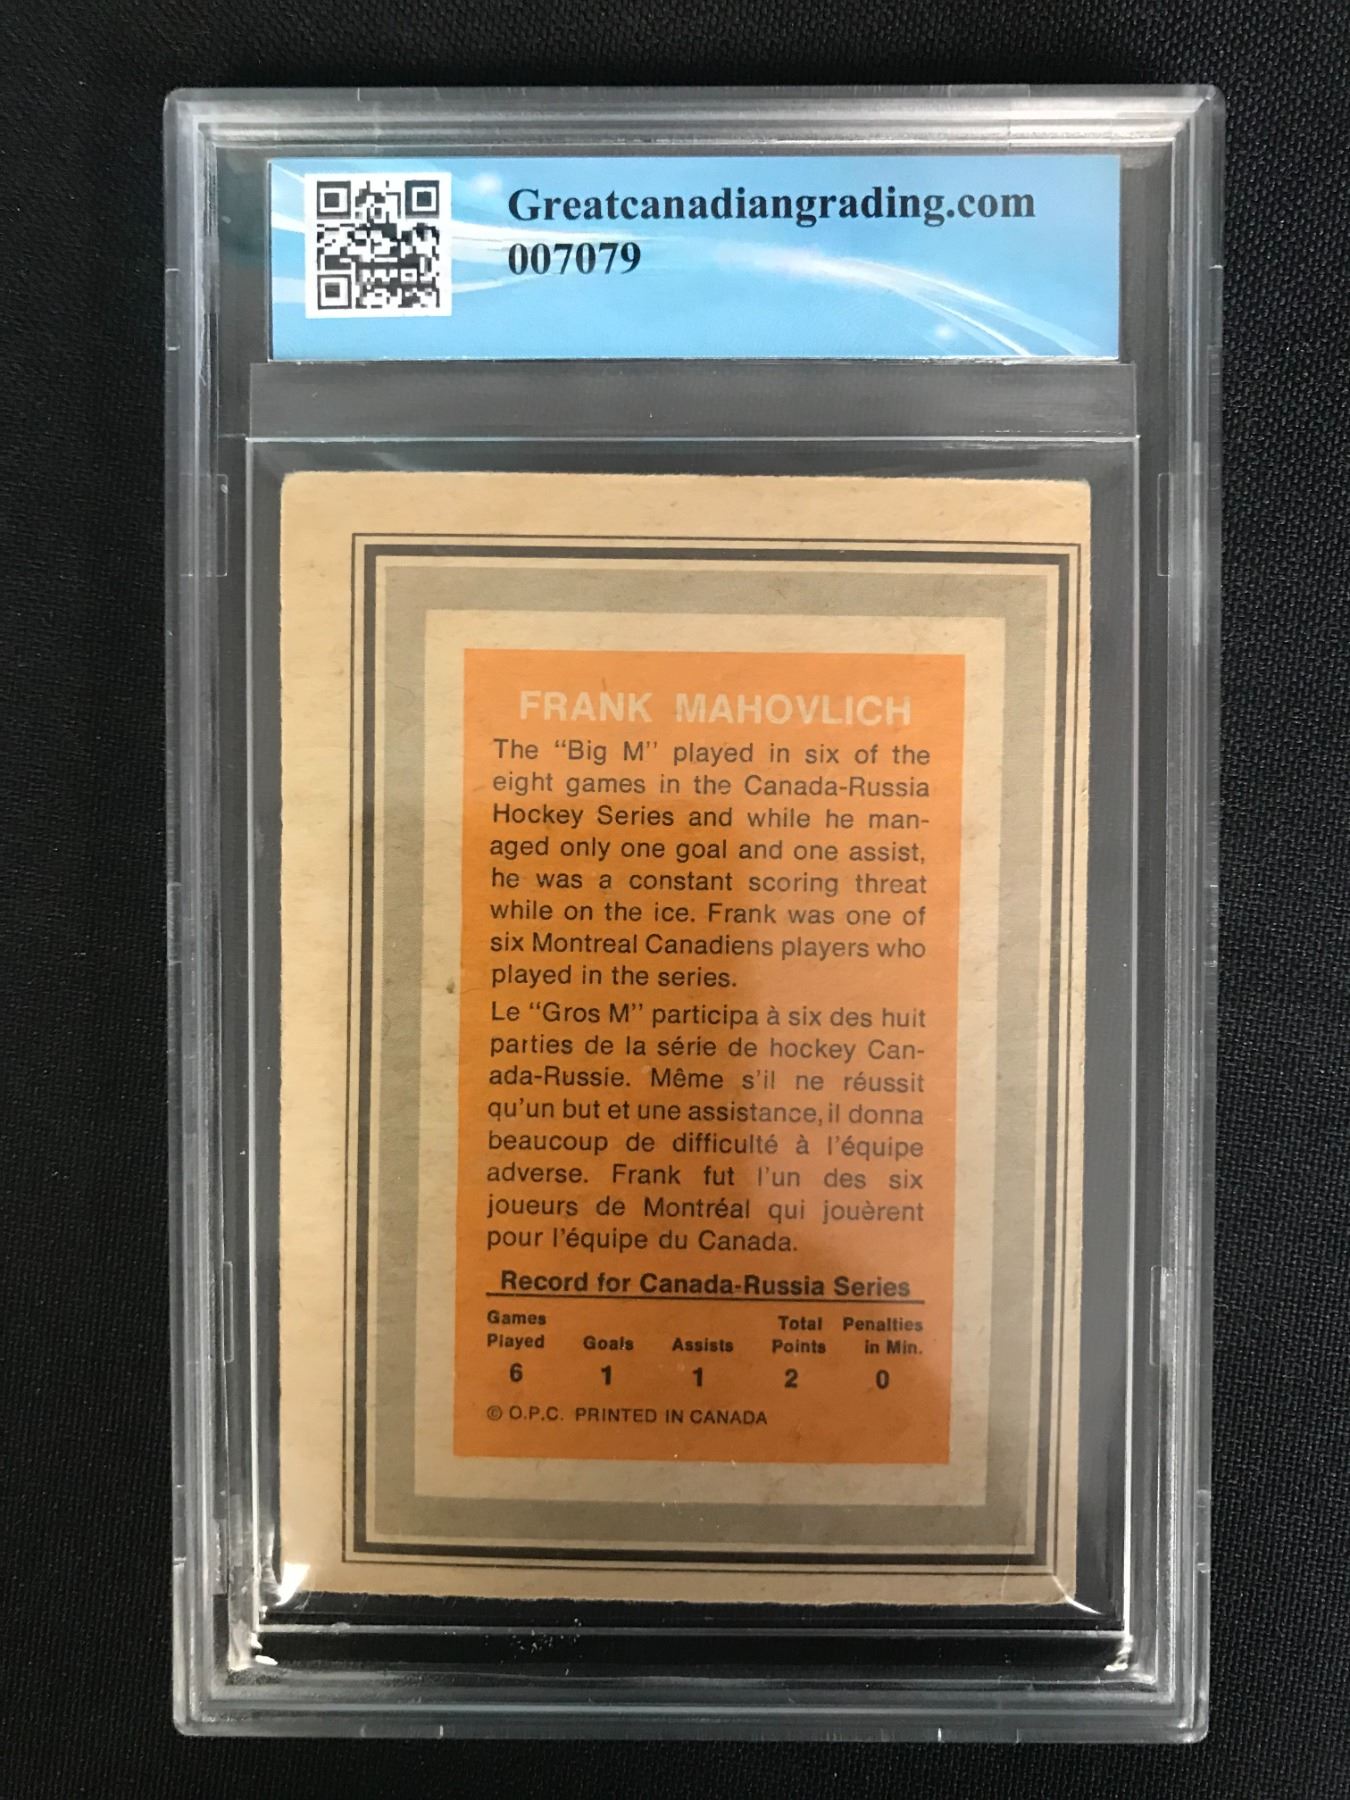 Greatcanadiangrading.com
007079
FRANK MAHOVLICH
The "Big M" played in six of the
eight games in the Canada-Russia
Hockey Series and while he man-
aged only one goal and one assist,
he was a constant scoring threat
while on the ice. Frank was one of
six Montreal Canadiens players who
played in the series.
Le "Gros M" participa à six des huit
parties de la série de hockey Can-
ada-Russie. Même s'il ne réussit
qu'un but et une assistance, il donna
beaucoup de difficulté à l'équipe
adverse. Frank fut l'un des six
joueurs de Montréal qui jouèrent
pour l'équipe du Canada.
Record for Canada-Russia Series
Games Total Penalties
Played Goals Assists Points in Min.
6 1 1 2 0
© O.P.C. PRINTED IN CANADA